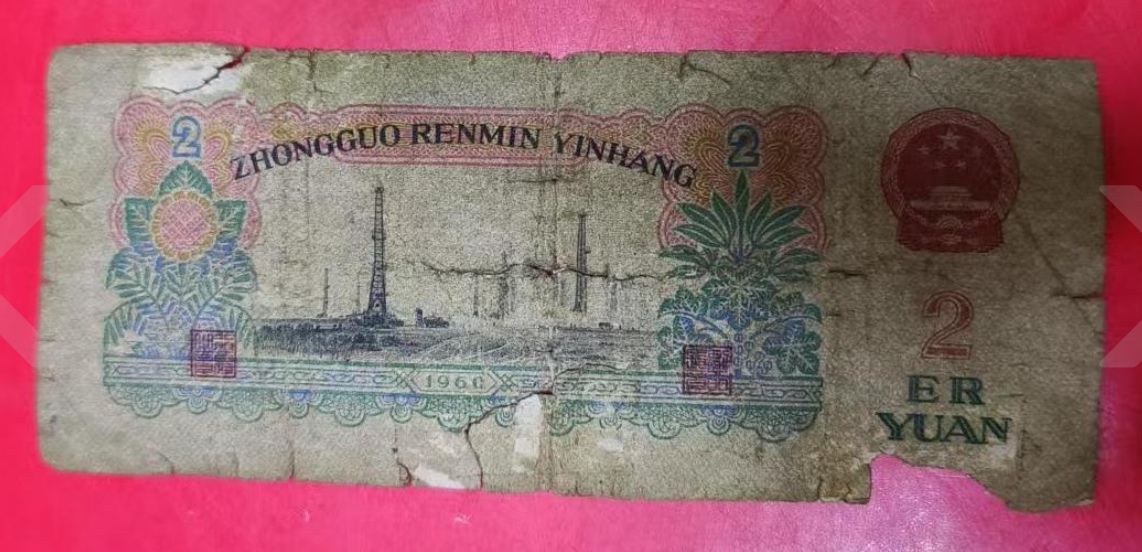 2
2
ZHONGGUO RENMIN YINHANG
1960
2
ER
YUAN